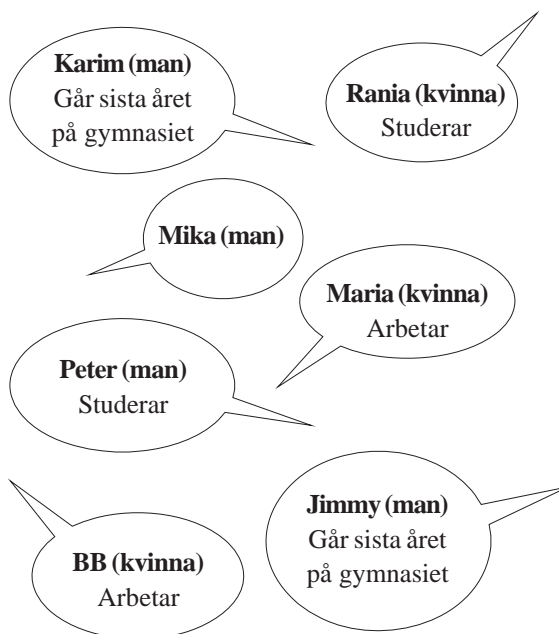 Karim (man)
Går sista året
på gymnasiet
Rania (kvinna)
Studerar
Mika (man)
Maria (kvinna)
Arbetar
Peter (man)
Studerar
Jimmy (man)
Går sista året
på gymnasiet
BB (kvinna)
Arbetar